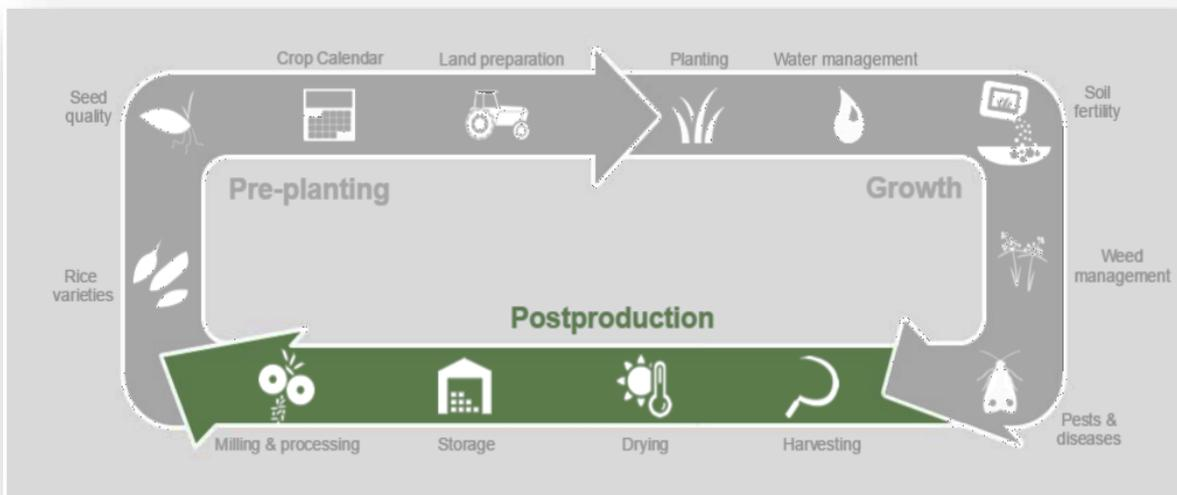 Crop Calendar
Land preparation
Planting
Water management
Seed
quality
Soil
fertility
Pre-planting
Growth
Rice
varieties
Weed
management
Postproduction
Milling & processing
Storage
Drying
Harvesting
Pests &
diseases